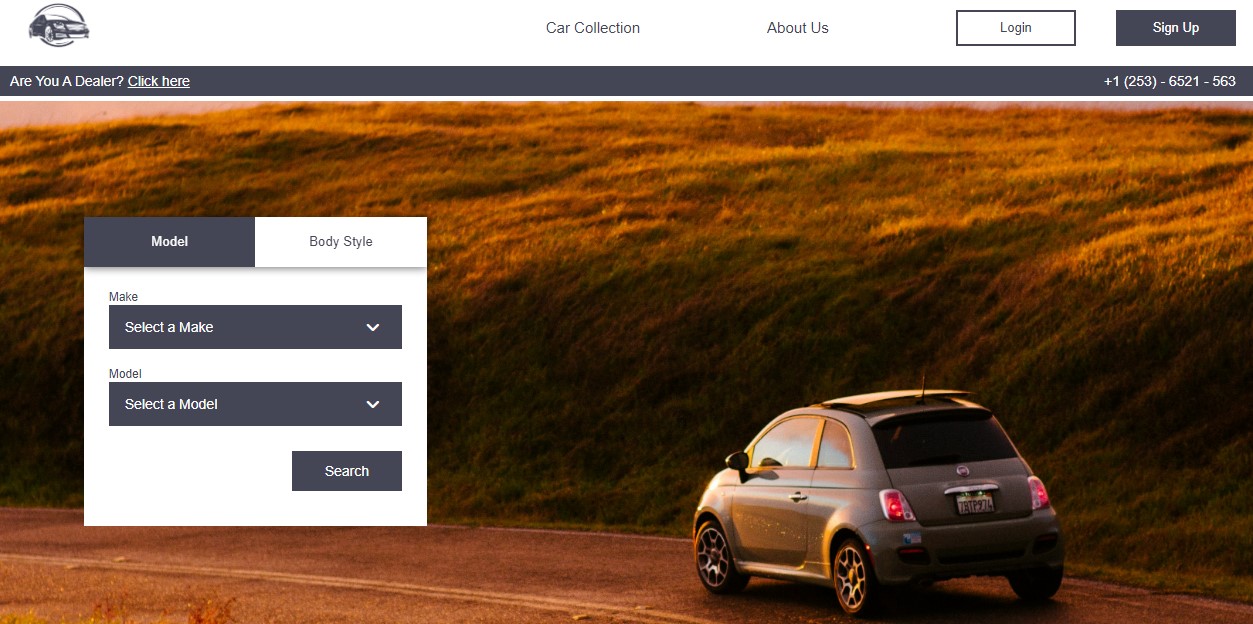 Car Collection
About Us
Login
Sign Up
Are You A Dealer? Click here
+1 (253) - 6521 - 563
Model
Body Style
Make
Select a Make
Model
Select a Model
Search